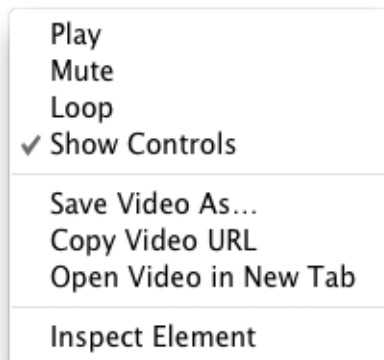 Play
Mute
Loop
✓ Show Controls
Save Video As...
Copy Video URL
Open Video in New Tab
Inspect Element